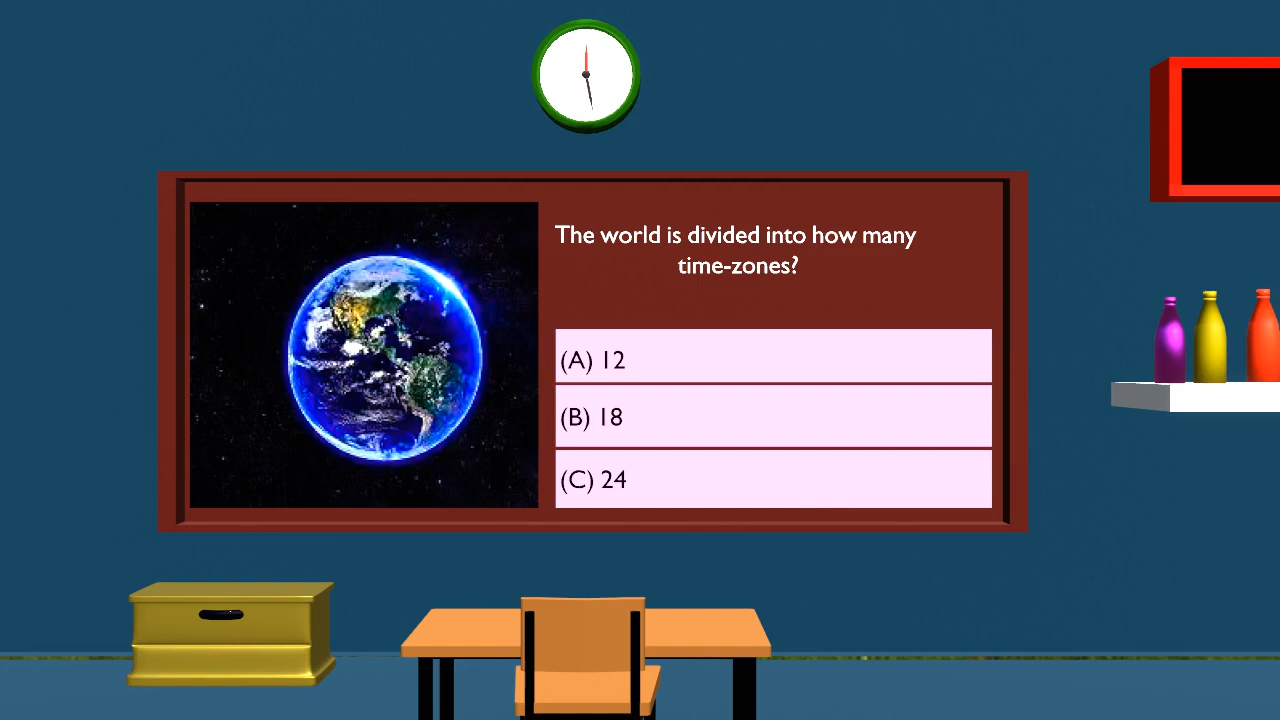 The world is divided into how many
time-zones?
(A) 12
(B) 18
(C) 24